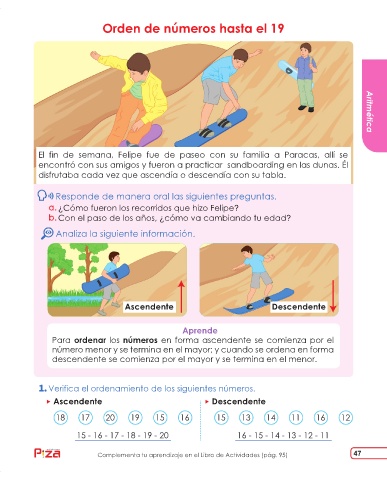 Orden de números hasta el 19
Aritmética
El fin de semana, Felipe fue de paseo con su familia a Paracas, allí se
encontró con sus amigos y fueron a practicar sandboarding en las dunas. Él
disfrutaba cada vez que ascendía o descendía con su tabla.
Responde de manera oral las siguientes preguntas.
a. ¿Cómo fueron los recorridos que hizo Felipe?
b. Con el paso de los años, ¿cómo va cambiando tu edad?
Analiza la siguiente información.
Ascendente
Descendente
Aprende
Para ordenar los números en forma ascendente se comienza por el
número menor y se termina en el mayor; y cuando se ordena en forma
descendente se comienza por el mayor y se termina en el menor.
1. Verifica el ordenamiento de los siguientes números.
Ascendente
18 17 20 19 15 16
15 - 16 - 17 - 18 - 19 - 20
Descendente
15 13 14 11 16 12
16 - 15 - 14 - 13 - 12 - 11
Pizza
Complementa tu aprendizaje en el Libro de Actividades (pág. 95)
47